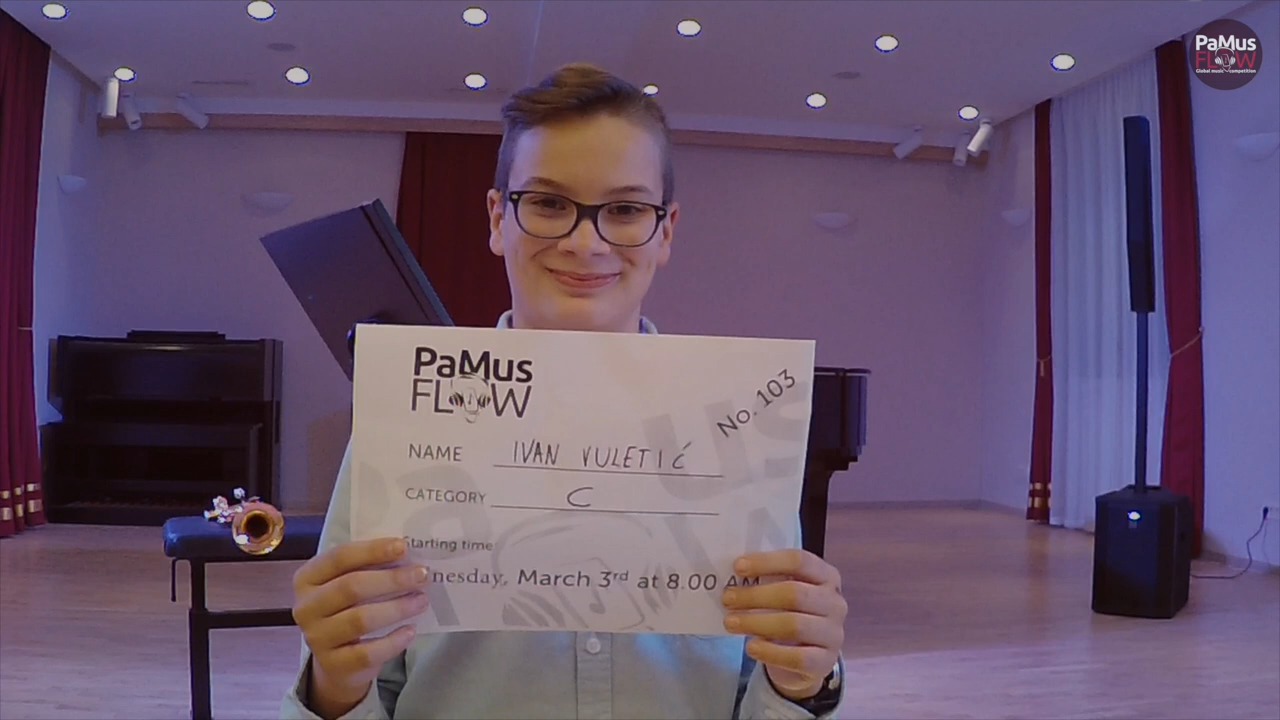 PaMus
FLOW
Global music competition
PaMus
FLOW
No. 103
NAME IVAN VULETIĆ
CATEGORY C
Starting time
nesday, March 3rd at 8.00 AM